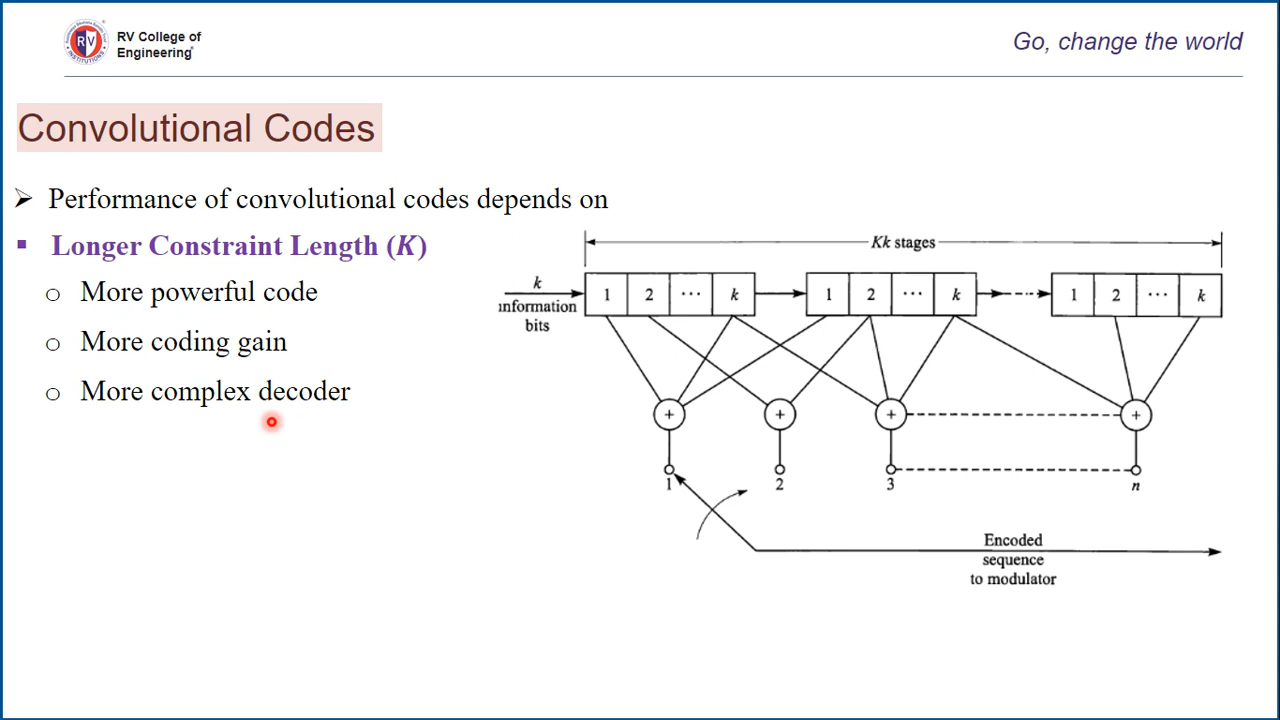 RV College of
Engineering
Go, change the world
Convolutional Codes
Performance of convolutional codes depends on
Longer Constraint Length (K)
More powerful code
More coding gain
More complex decoder
Kk stages
k
information
bits
1 2 ... k
1 2 ... k
1 2 ... k
+ + + +
1 2 3 n
Encoded
sequence
to modulator